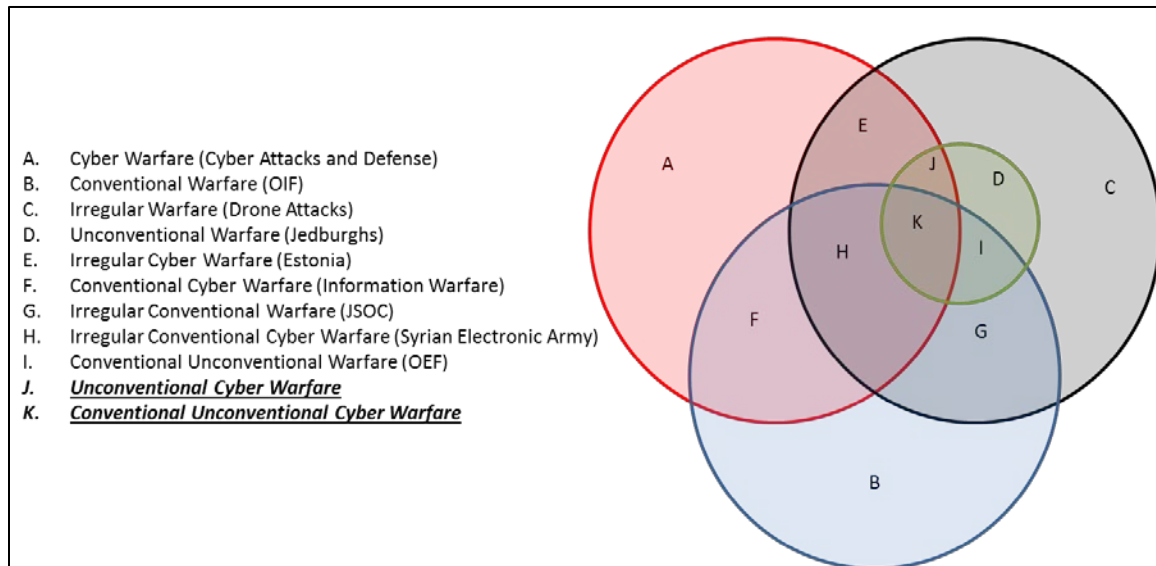 A. Cyber Warfare (Cyber Attacks and Defense)
B. Conventional Warfare (OIF)
C. Irregular Warfare (Drone Attacks)
D. Unconventional Warfare (Jedburghs)
E. Irregular Cyber Warfare (Estonia)
F. Conventional Cyber Warfare (Information Warfare)
G. Irregular Conventional Warfare (JSOC)
H. Irregular Conventional Cyber Warfare (Syrian Electronic Army)
I. Conventional Unconventional Warfare (OEF)
J. Unconventional Cyber Warfare
K. Conventional Unconventional Cyber Warfare
E
A
J
D
C
K
H
I
F
G
B